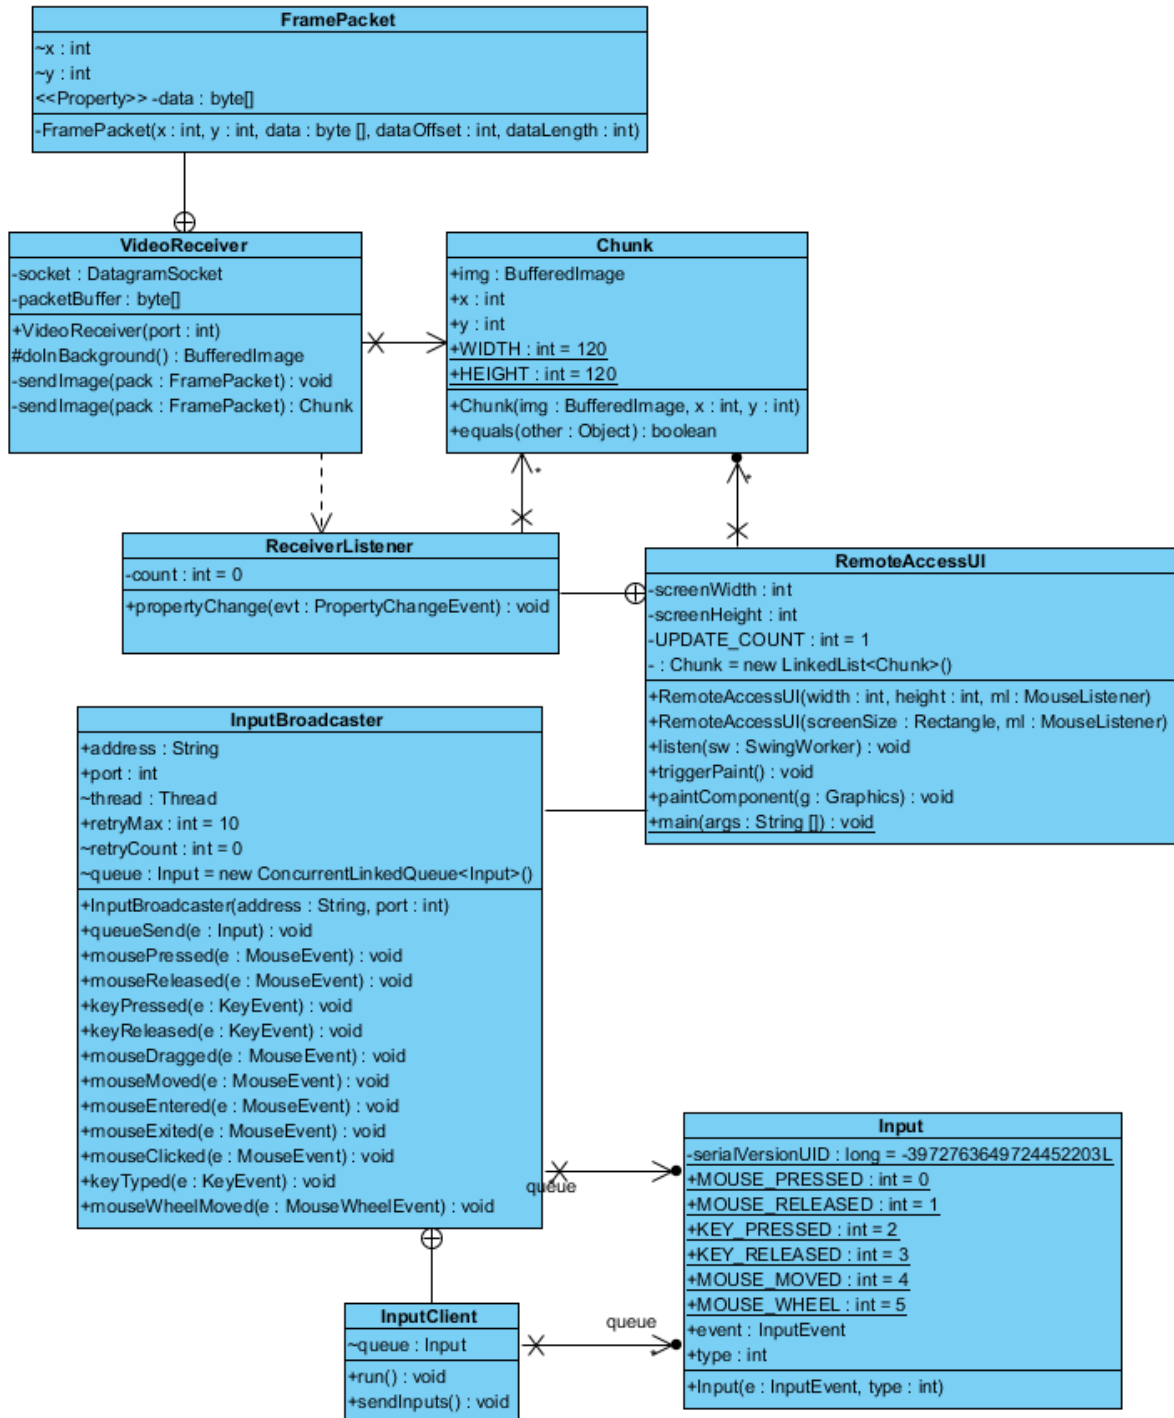 FramePacket
~x : int
~y : int
<<Property>> -data : byte[]
-FramePacket(x : int, y : int, data : byte [], dataOffset : int, dataLength : int)
VideoReceiver
-socket : DatagramSocket
-packetBuffer : byte[]
+VideoReceiver(port : int)
#doInBackground() : BufferedImage
-sendImage(pack : FramePacket) : void
-sendImage(pack : FramePacket) : Chunk
Chunk
+img : BufferedImage
+x : int
+y : int
+WIDTH : int = 120
+HEIGHT : int = 120
+Chunk(img : BufferedImage, x : int, y : int)
+equals(other : Object) : boolean
*
*
ReceiverListener
-count : int = 0
+propertyChange(evt : PropertyChangeEvent) : void
RemoteAccessUI
-screenWidth : int
-screenHeight : int
-UPDATE_COUNT : int = 1
- : Chunk = new LinkedList<Chunk>()
+RemoteAccessUI(width : int, height : int, ml : MouseListener)
+RemoteAccessUI(screenSize : Rectangle, ml : MouseListener)
+listen(sw : SwingWorker) : void
+triggerPaint() : void
+paintComponent(g : Graphics) : void
+main(args : String []) : void
InputBroadcaster
+address : String
+port : int
~thread : Thread
+retryMax : int = 10
~retryCount : int = 0
~queue : Input = new ConcurrentLinkedQueue<Input>()
+InputBroadcaster(address : String, port : int)
+queueSend(e : Input) : void
+mousePressed(e : MouseEvent) : void
+mouseReleased(e : MouseEvent) : void
+keyPressed(e : KeyEvent) : void
+keyReleased(e : KeyEvent) : void
+mouseDragged(e : MouseEvent) : void
+mouseMoved(e : MouseEvent) : void
+mouseEntered(e : MouseEvent) : void
+mouseExited(e : MouseEvent) : void
+mouseClicked(e : MouseEvent) : void
+keyTyped(e : KeyEvent) : void
+mouseWheelMoved(e : MouseWheelEvent) : void
queue
*
Input
-serialVersionUID : long = -3972763649724452203L
+MOUSE_PRESSED : int = 0
+MOUSE_RELEASED : int = 1
+KEY_PRESSED : int = 2
+KEY_RELEASED : int = 3
+MOUSE_MOVED : int = 4
+MOUSE_WHEEL : int = 5
+event : InputEvent
+type : int
+Input(e : InputEvent, type : int)
InputClient
~queue : Input
+run() : void
+sendInputs() : void
queue
*